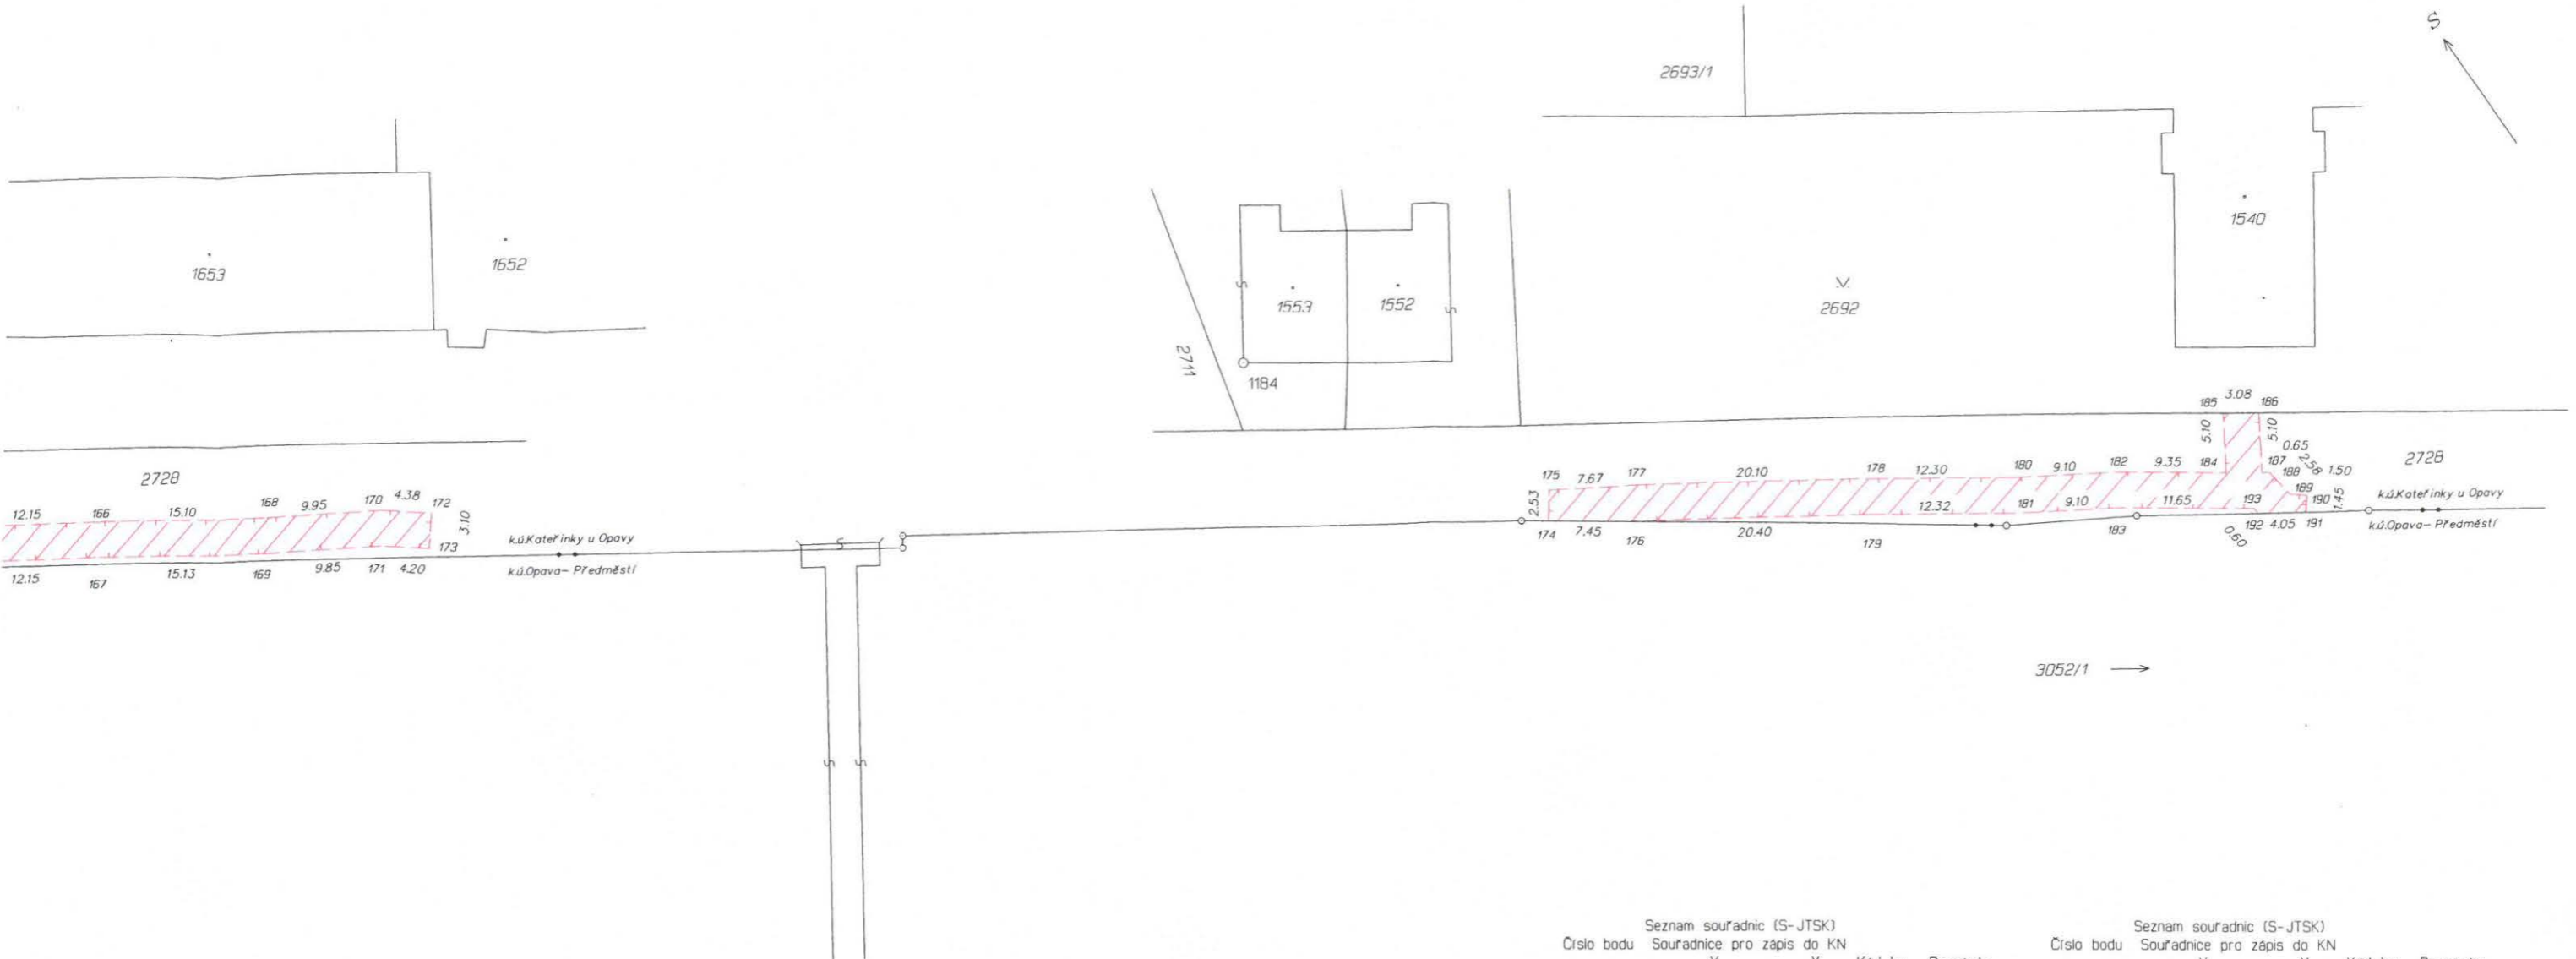 S
2693/1
1540
1653
1652
1553
1552
V.
2692
2711
1184
185 3.08 186
5.10 5.10
0.65
2728
175 7.67 177 20.10 178 12.30 180 9.10 182 9.35 184 187 2.58 188 1.50 2728
189
12.15 166 15.10 168 9.95 170 4.38 172
3.10
2.53
12.32 181 9.10 11.65 193 190 1.45
k.ú.Kateřinky u Opavy
k.ú.Opava-Předměstí
174 7.45 176 20.40 179 183 0.60 192 4.05 191
173
k.ú.Kateřinky u Opavy
k.ú.Opava-Předměstí
12.15 167 15.13 169 9.85 171 4.20
3052/1
Seznam souřadnic (S-JTSK)
Číslo bodu Souřadnice pro zápis do KN
Seznam souřadnic (S-JTSK)
Číslo bodu Souřadnice pro zápis do KN